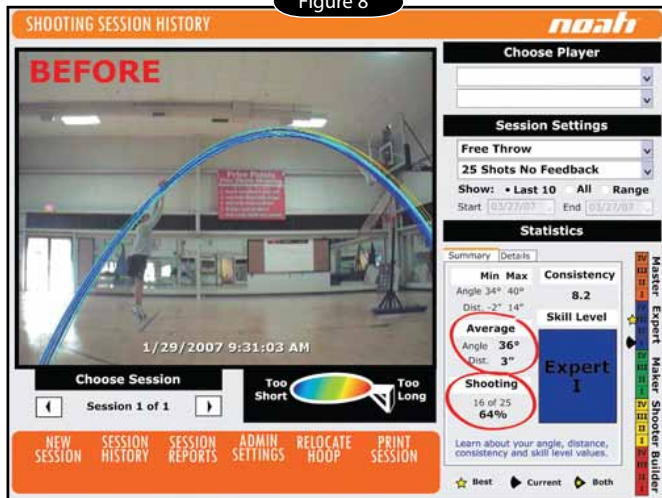 Figure 8
SHOOTING SESSION HISTORY
noah
BEFORE
1/29/2007 9:31:03 AM
Choose Session
Session 1 of 1
Too Short
Too Long
NEW SESSION
SESSION HISTORY
SESSION REPORTS
ADMIN SETTINGS
RELOCATE HOOP
PRINT SESSION
Choose Player
Session Settings
Free Throw
25 Shots No Feedback
Show: • Last 10 All Range
Start 03/27/07 End 03/27/07
Statistics
Summary Details
Min Max
Angle 34° 40°
Dist. -2" 14"
Consistency
8.2
Average
Angle 36°
Dist. 3"
Skill Level
Expert
I
Shooting
16 of 25
64%
Learn about your angle, distance,
consistency and skill level values.
Best Current Both
Master
Expert
Maker
Shooter
Builder